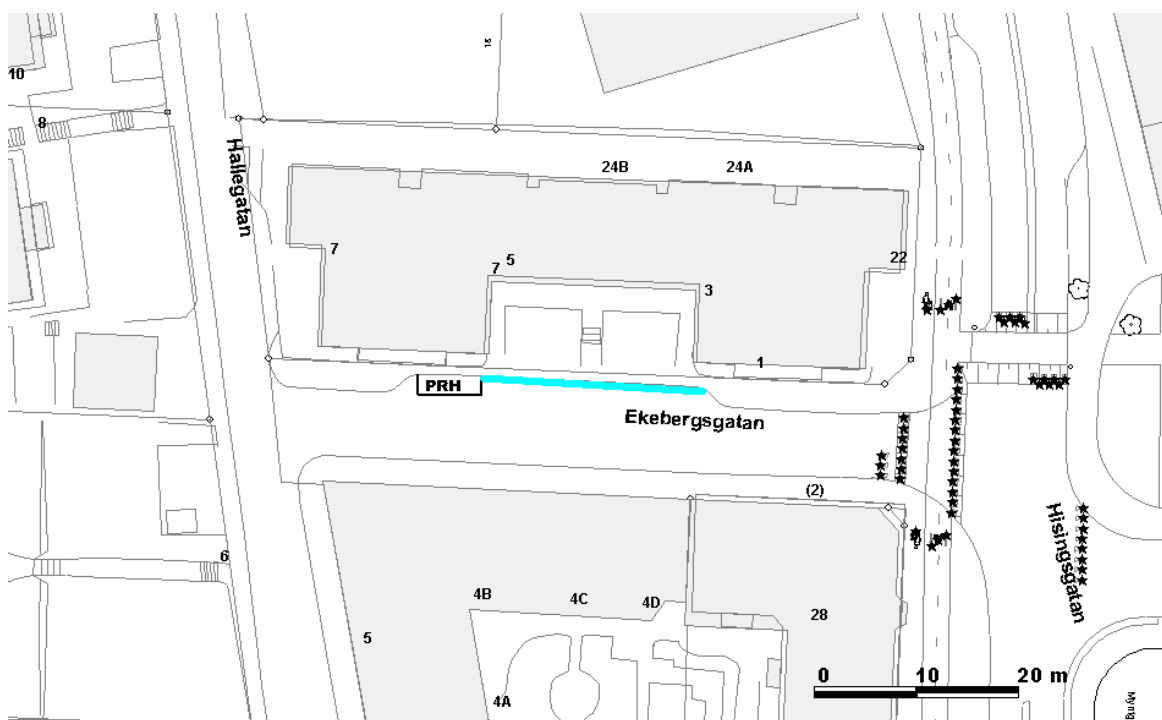 10
8
24B
24A
Hallegatan
7
5
7
22
3
1
PRH
Ekebergsgatan
(2)
Hisingsgatan
6
4B
4C
4D
28
5
4A
0 10 20 m